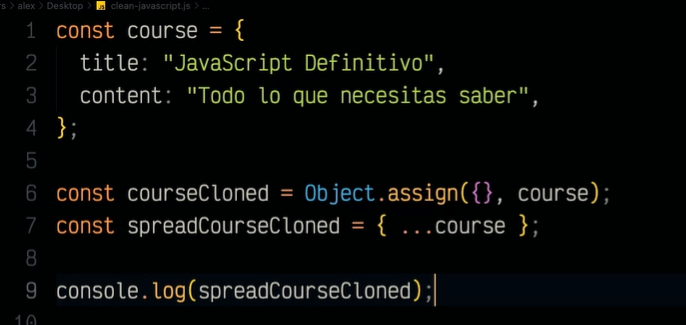 s > alex > Desktop > JS clean-javascript.js > ...
1 const course = {
2 title: "JavaScript Definitivo",
3 content: "Todo lo que necesitas saber",
4 };
5
6 const courseCloned = Object.assign({}, course);
7 const spreadCourseCloned = { ...course };
8
9 console.log(spreadCourseCloned);
10